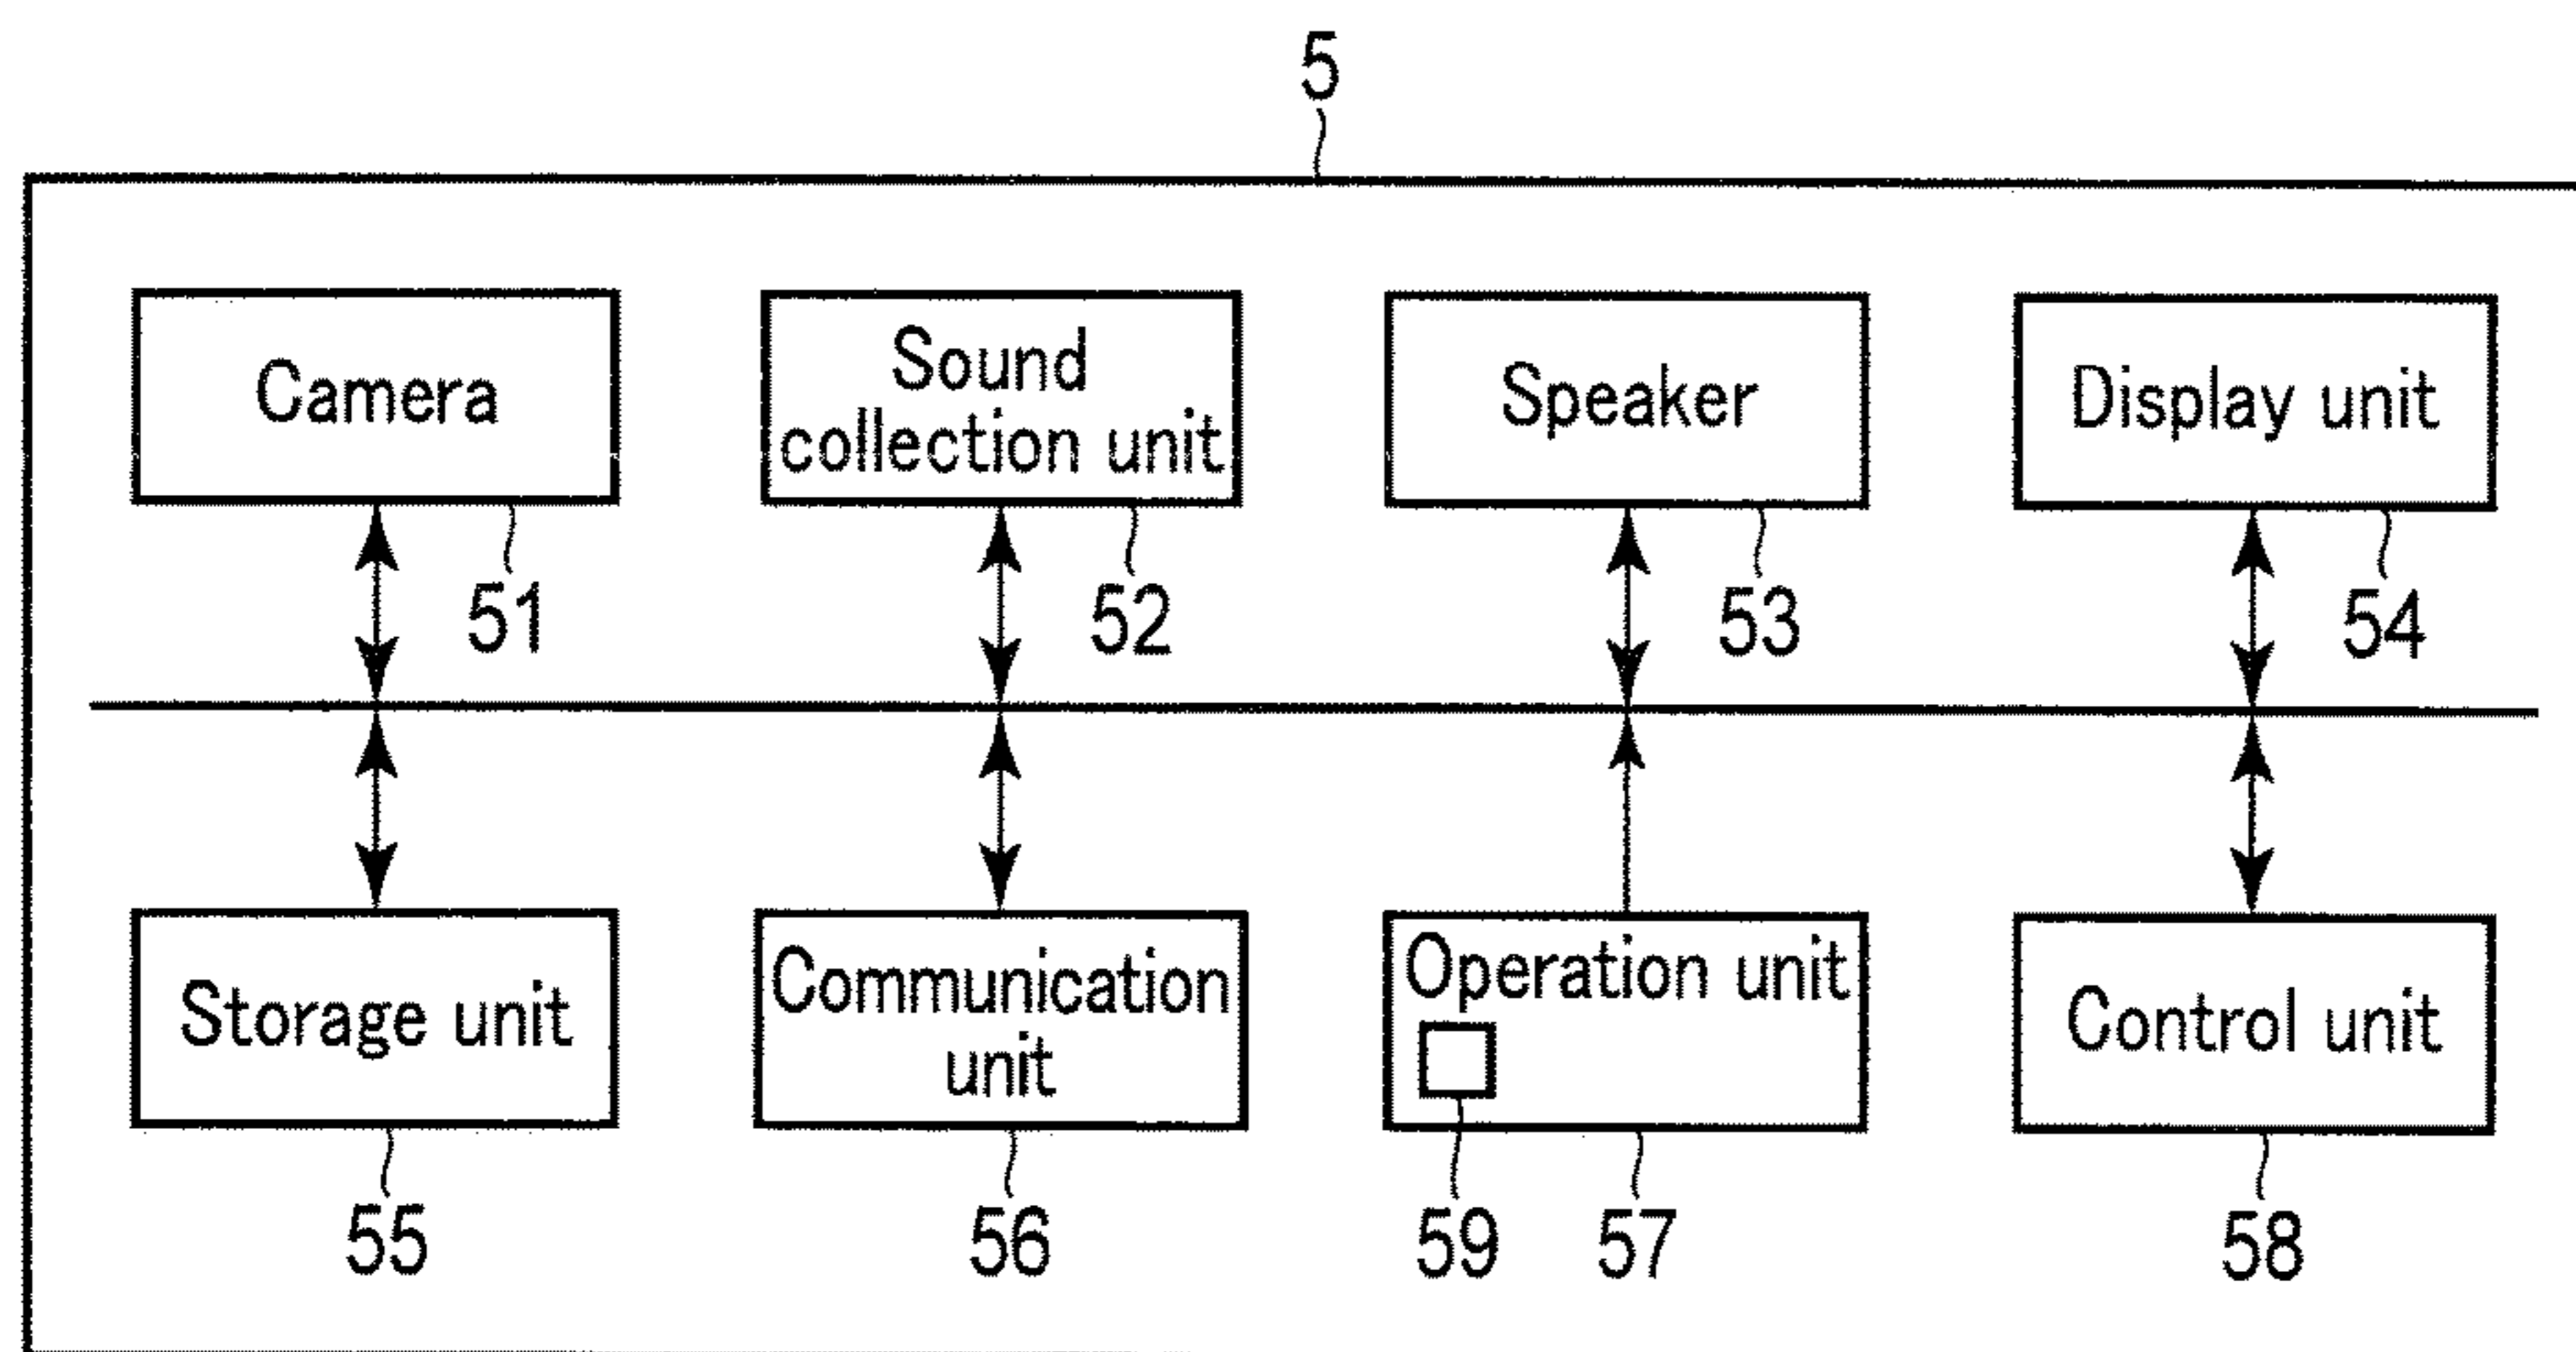 5
Camera
Sound
collection unit
Speaker
Display unit
51
52
53
54
Storage unit
Communication
unit
Operation unit
Control unit
55
56
59
57
58